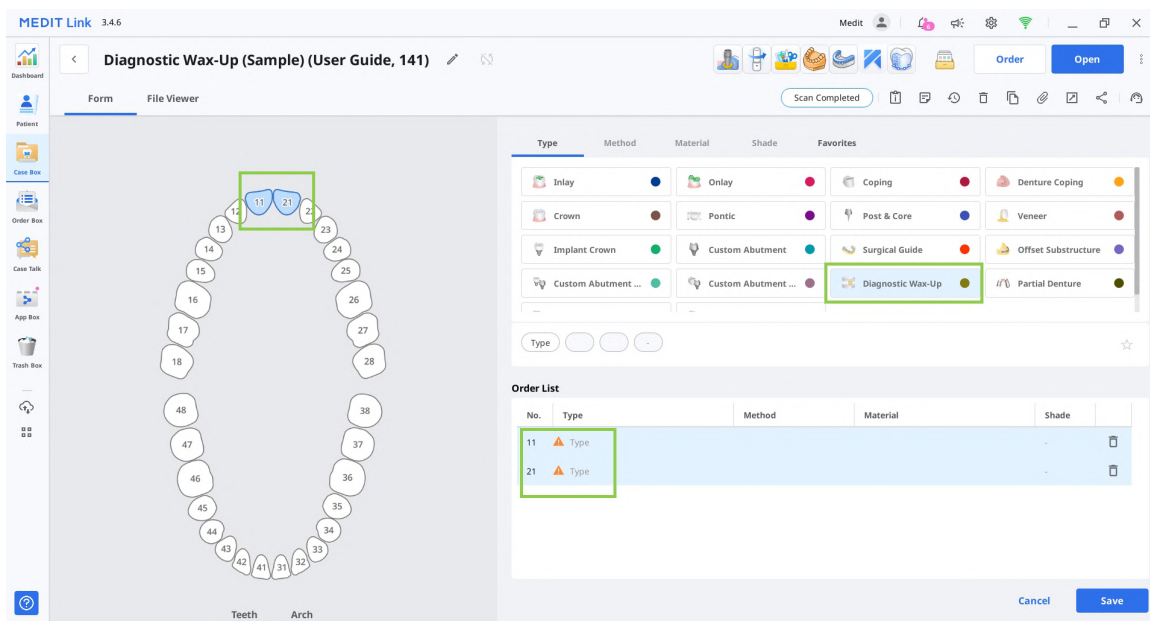 MEDIT Link 3.4.6
Medit
6
Dashboard
Patient
Case Box
Order Box
Case Talk
App Box
Trash Box
Diagnostic Wax-Up (Sample) (User Guide, 141)
Order
Open
Form File Viewer
Scan Completed
11 21
12 22
13 23
14 24
15 25
16 26
17 27
18 28
48 38
47 37
46 36
45 35
44 34
43 33
42 41 31 32
Teeth Arch
Type Method Material Shade Favorites
Inlay Onlay Coping Denture Coping
Crown Pontic Post & Core Veneer
Implant Crown Custom Abutment Surgical Guide Offset Substructure
Custom Abutment ... Custom Abutment ... Diagnostic Wax-Up Partial Denture
Type -
Order List
No. Type Method Material Shade
11 Type -
21 Type -
Cancel Save